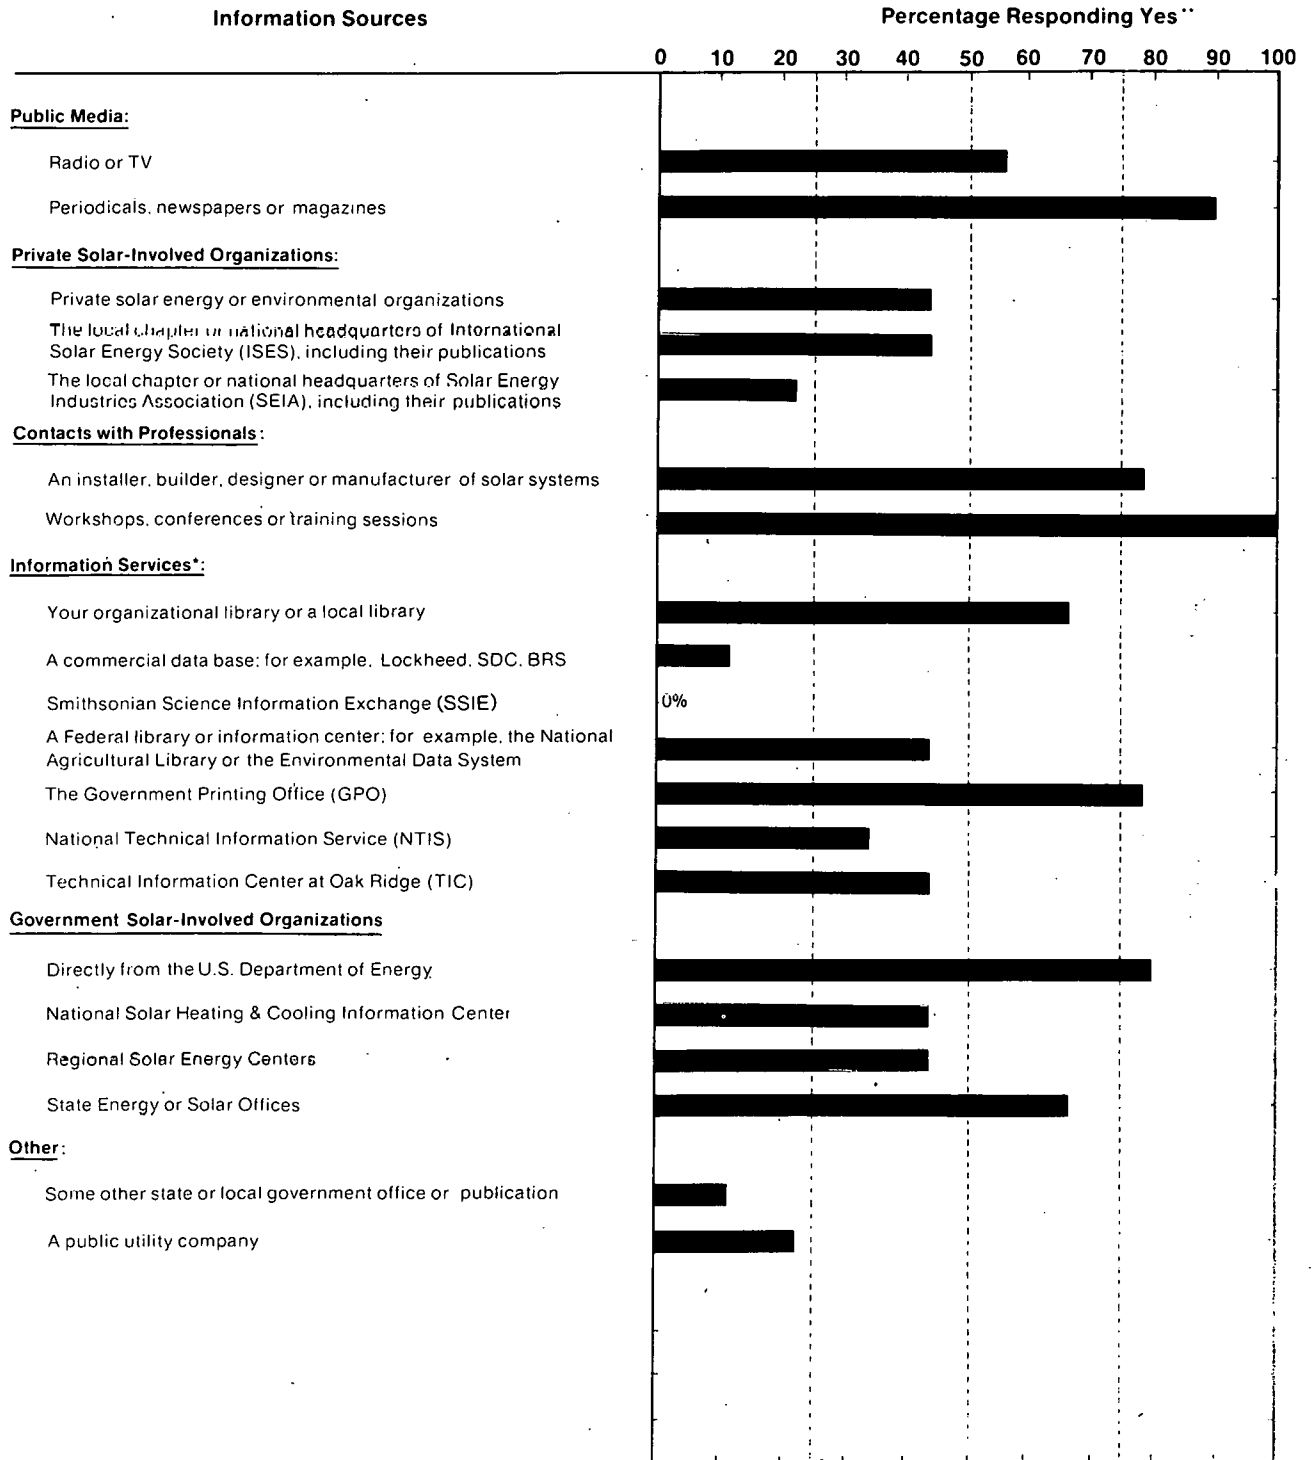 Information Sources
Percentage Responding Yes**
0 10 20 30 40 50 60 70 80 90 100
Public Media:
Radio or TV
Periodicals, newspapers or magazines
Private Solar-Involved Organizations:
Private solar energy or environmental organizations
The local chapter or national headquarters of International
Solar Energy Society (ISES), including their publications
The local chapter or national headquarters of Solar Energy
Industries Association (SEIA), including their publications
Contacts with Professionals:
An installer, builder, designer or manufacturer of solar systems
Workshops, conferences or training sessions
Information Services*:
Your organizational library or a local library
A commercial data base; for example, Lockheed, SDC, BRS
Smithsonian Science Information Exchange (SSIE)
0%
A Federal library or information center; for example, the National
Agricultural Library or the Environmental Data System
The Government Printing Office (GPO)
National Technical Information Service (NTIS)
Technical Information Center at Oak Ridge (TIC)
Government Solar-Involved Organizations
Directly from the U.S. Department of Energy
National Solar Heating & Cooling Information Center
Regional Solar Energy Centers
State Energy or Solar Offices
Other:
Some other state or local government office or publication
A public utility company